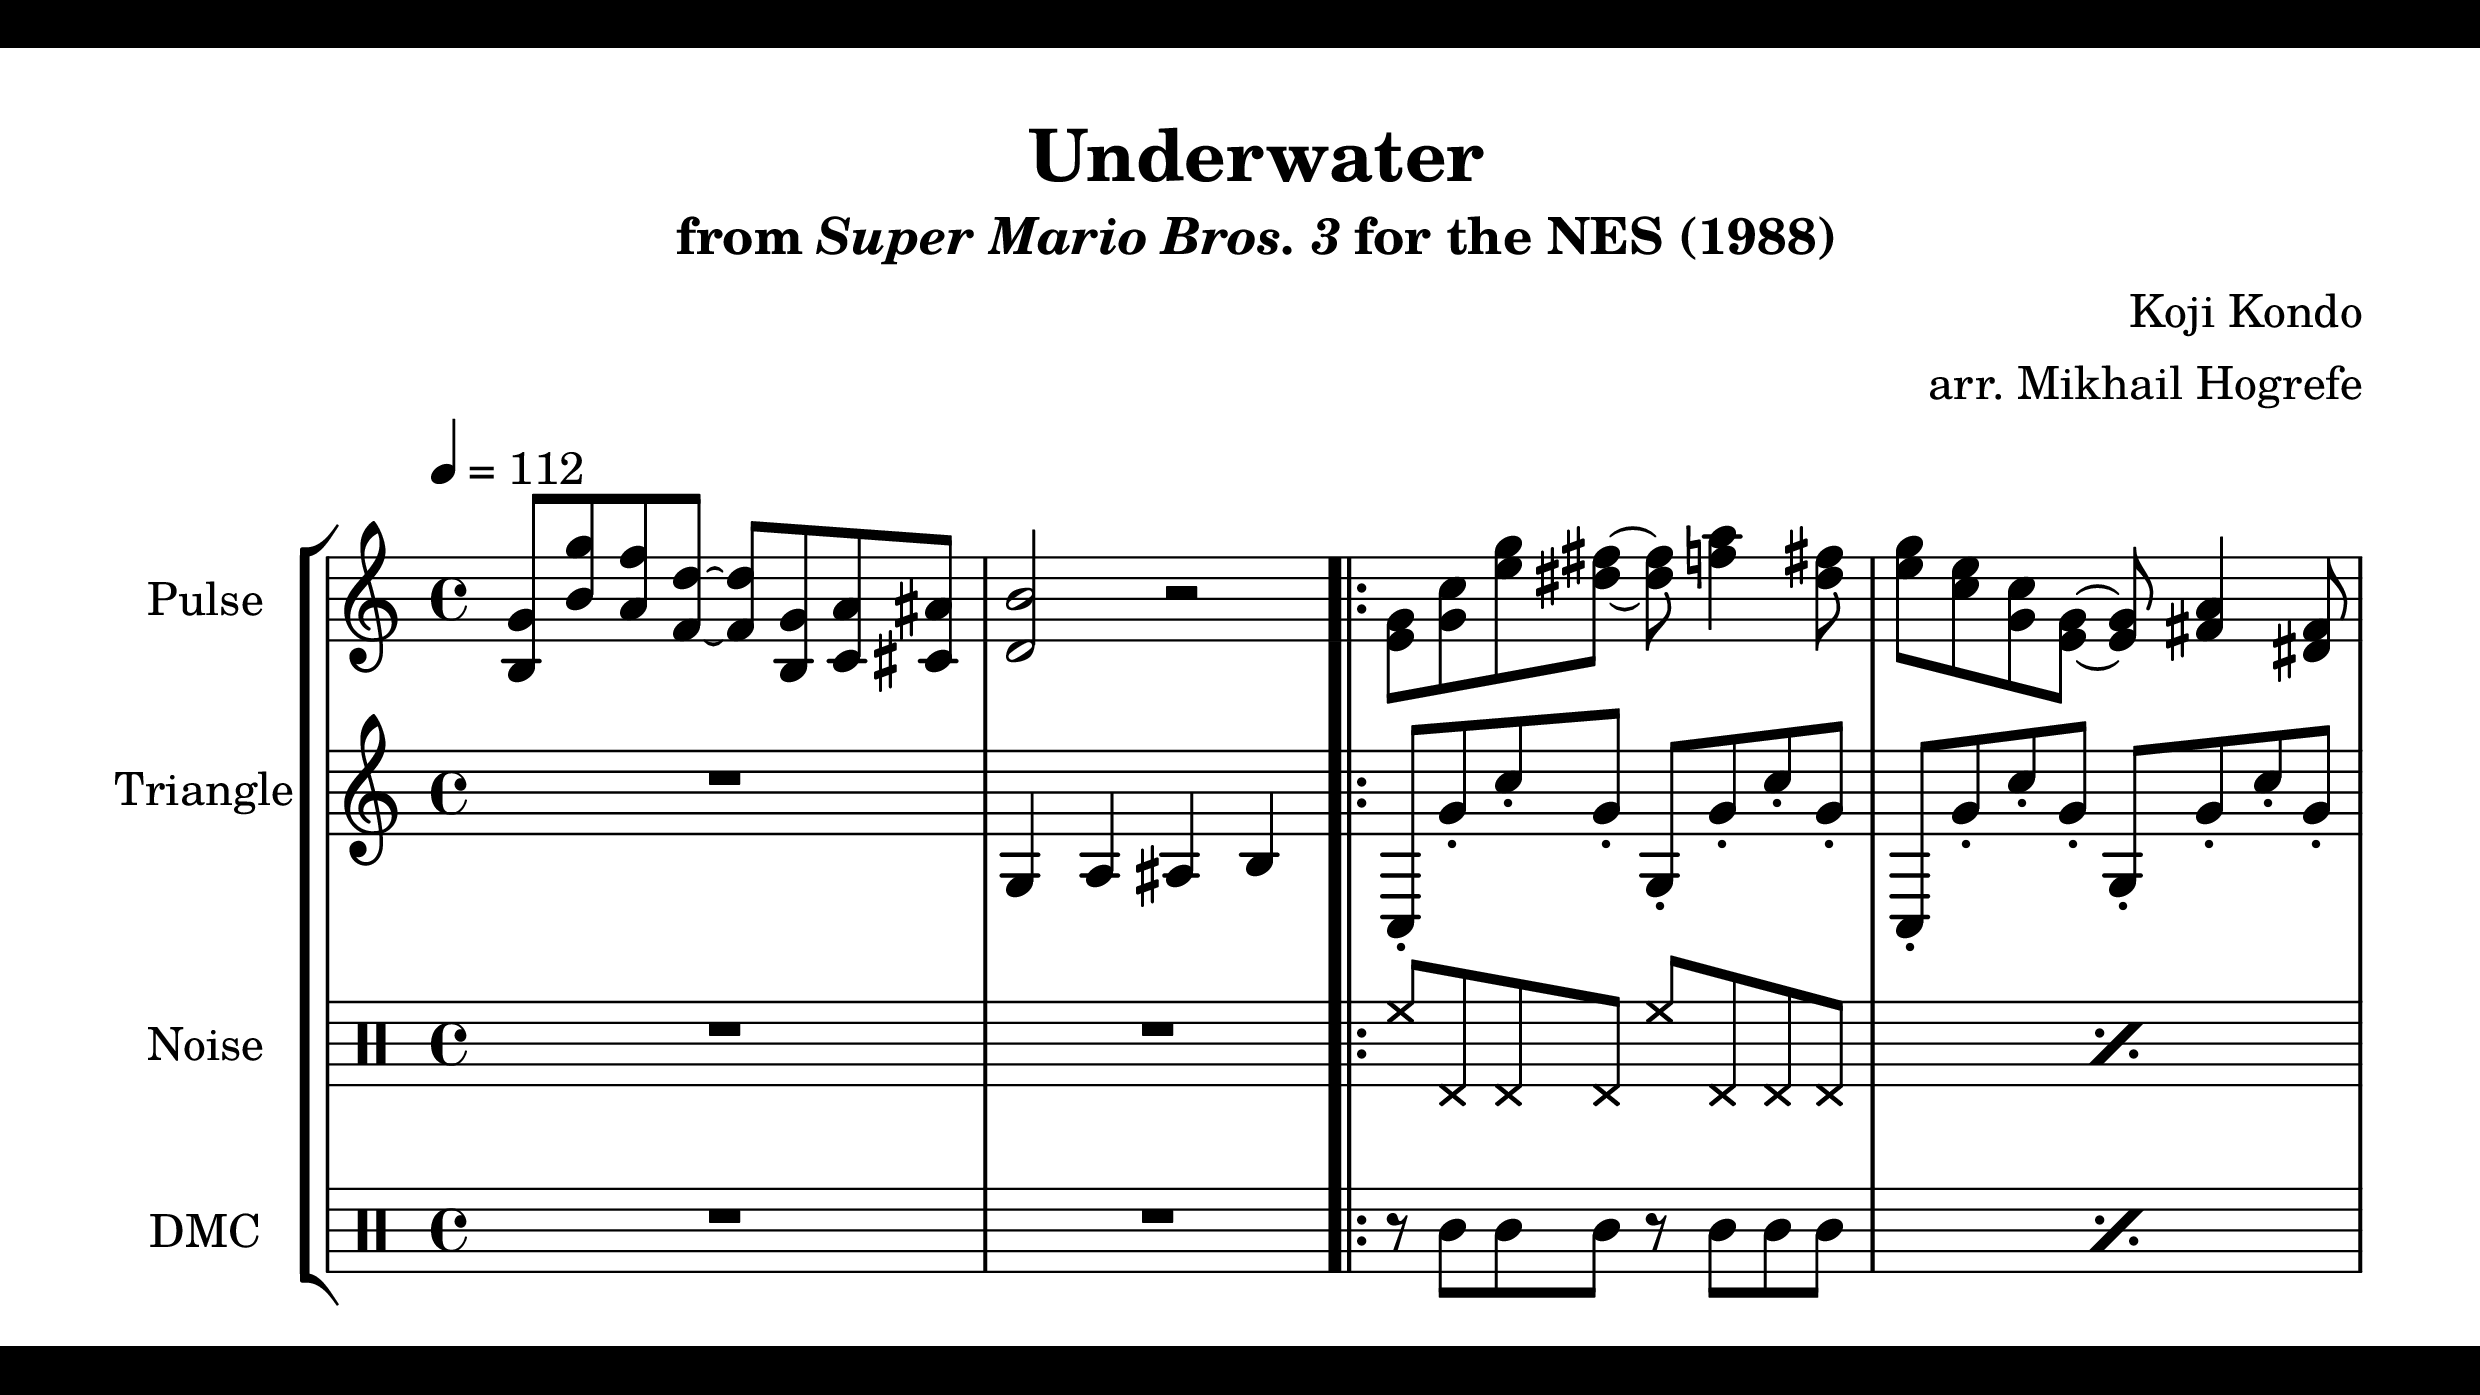 Underwater
from Super Mario Bros. 3 for the NES (1988)
Koji Kondo
arr. Mikhail Hogrefe
= 112
Pulse
Triangle
Noise
DMC